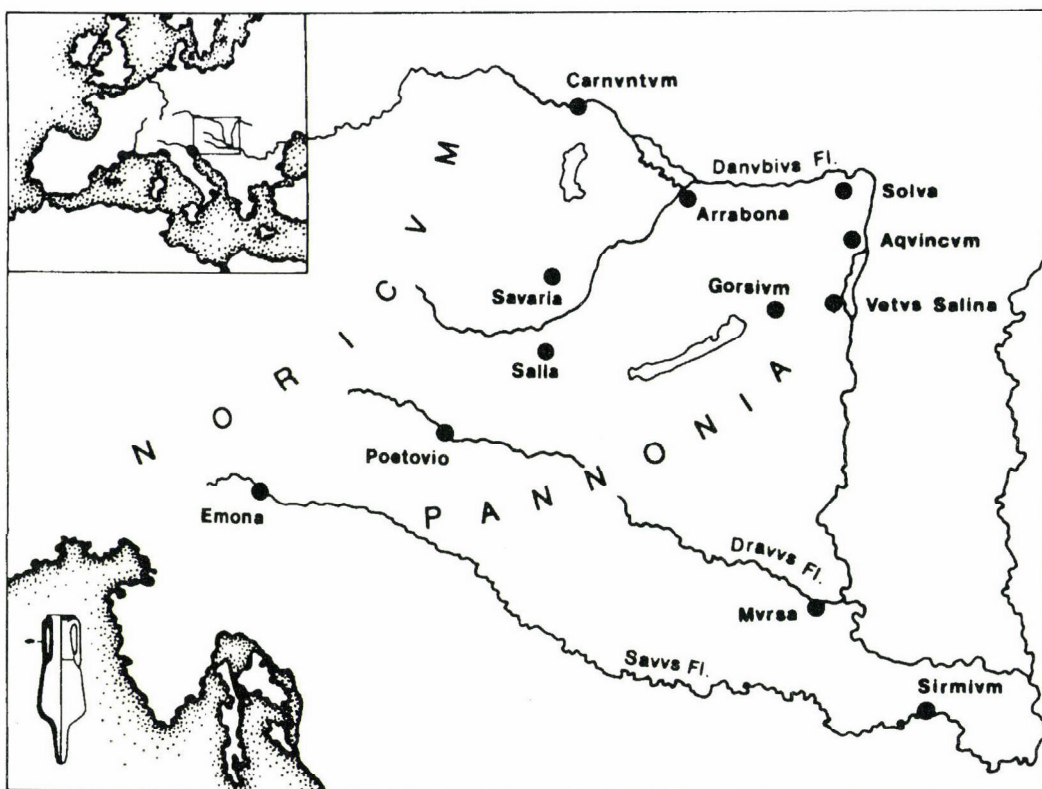 Carnvntvm
Danvbivs Fl.
Solva
Arrabona
Aqvincvm
Savaria
Gorsivm
Vetvs Salina
Salla
NORICVM
Poetovio
PANNONIA
Emona
Dravvs Fl.
Mvrsa
Savvs Fl.
Sirmivm